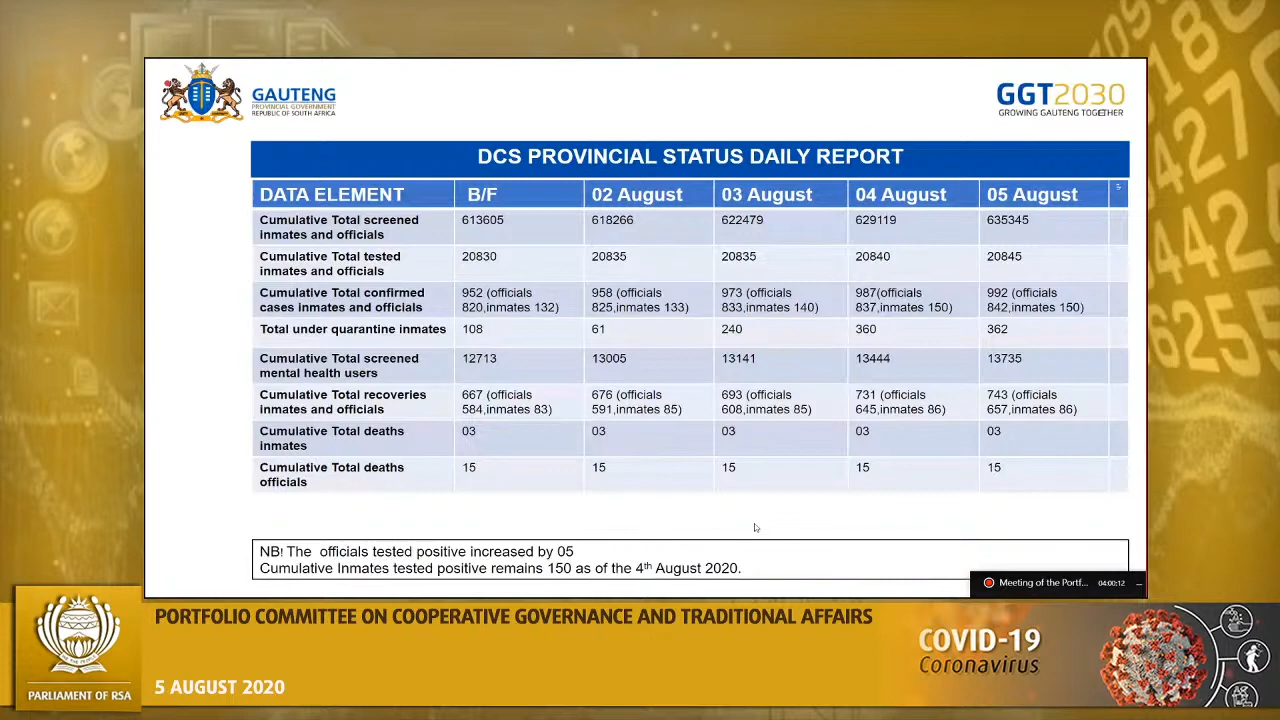 GAUTENG
PROVINCIAL GOVERNMENT
REPUBLIC OF SOUTH AFRICA
GGT2030
GROWING GAUTENG TOGETHER
DCS PROVINCIAL STATUS DAILY REPORT
DATA ELEMENT B/F 02 August 03 August 04 August 05 August
Cumulative Total screened
inmates and officials 613605 618266 622479 629119 635345
Cumulative Total tested
inmates and officials 20830 20835 20835 20840 20845
Cumulative Total confirmed 952 (officials 958 (officials 973 (officials 987(officials 992 (officials
cases inmates and officials 820,inmates 132) 825,inmates 133) 833,inmates 140) 837,inmates 150) 842,inmates 150)
Total under quarantine inmates 108 61 240 360 362
Cumulative Total screened
mental health users 12713 13005 13141 13444 13735
Cumulative Total recoveries 667 (officials 676 (officials 693 (officials 731 (officials 743 (officials
inmates and officials 584,inmates 83) 591,inmates 85) 608,inmates 85) 645,inmates 86) 657,inmates 86)
Cumulative Total deaths
inmates 03 03 03 03 03
Cumulative Total deaths
officials 15 15 15 15 15
NB! The officials tested positive increased by 05
Cumulative Inmates tested positive remains 150 as of the 4th August 2020.
Meeting of the Portf... 04:00:12
PORTFOLIO COMMITTEE ON COOPERATIVE GOVERNANCE AND TRADITIONAL AFFAIRS
COVID-19
Coronavirus
PARLIAMENT OF RSA
5 AUGUST 2020